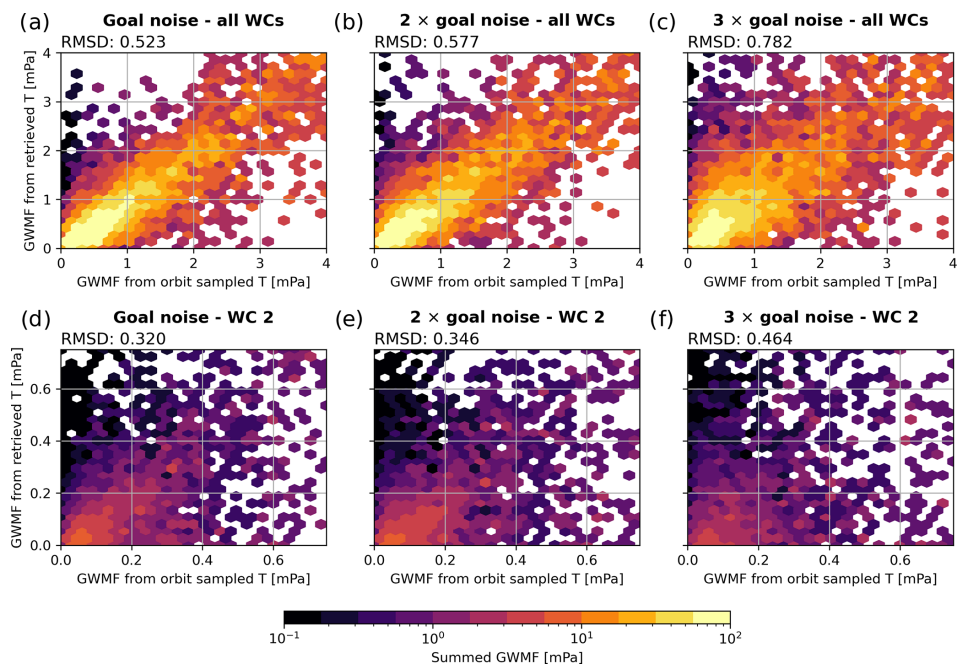 (a) Goal noise - all WCs
RMSD: 0.523
(b) 2 × goal noise - all WCs
RMSD: 0.577
(c) 3 × goal noise - all WCs
RMSD: 0.782
GWMF from retrieved T [mPa]
4
3
2
1
0
0 1 2 3 4
0 1 2 3 4
0 1 2 3 4
GWMF from orbit sampled T [mPa]
GWMF from orbit sampled T [mPa]
GWMF from orbit sampled T [mPa]
(d) Goal noise - WC 2
RMSD: 0.320
(e) 2 × goal noise - WC 2
RMSD: 0.346
(f) 3 × goal noise - WC 2
RMSD: 0.464
GWMF from retrieved T [mPa]
0.6
0.4
0.2
0.0
0.0 0.2 0.4 0.6
0.0 0.2 0.4 0.6
0.0 0.2 0.4 0.6
GWMF from orbit sampled T [mPa]
GWMF from orbit sampled T [mPa]
GWMF from orbit sampled T [mPa]
10⁻¹ 10⁰ 10¹ 10²
Summed GWMF [mPa]